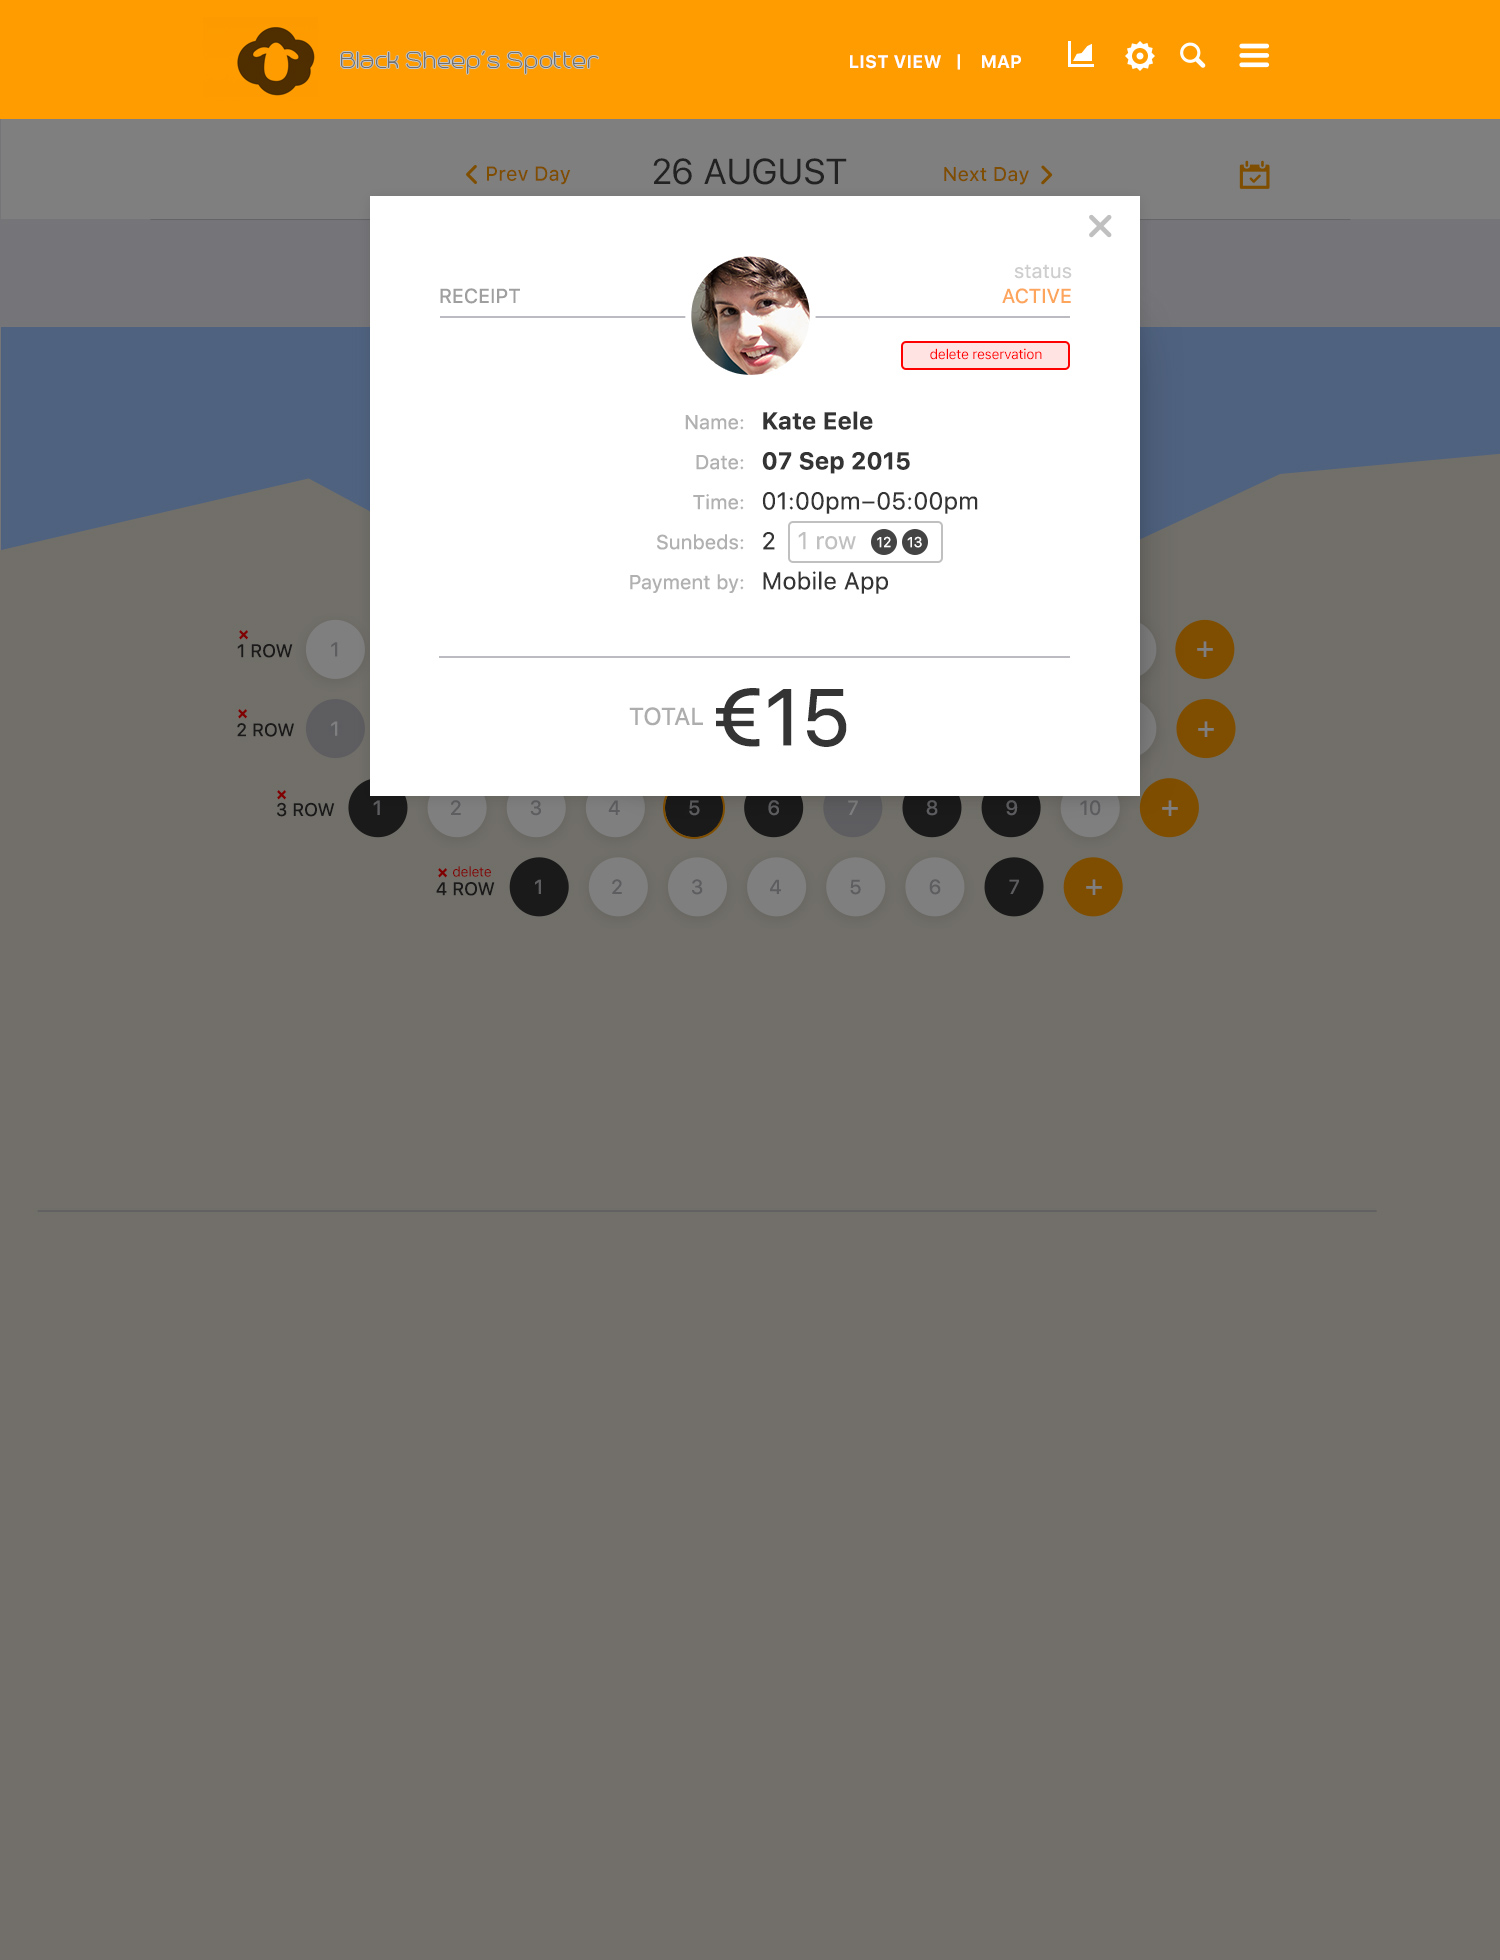 Black Sheep's Spotter
LIST VIEW | MAP
Prev Day
26 AUGUST
Next Day
status
RECEIPT
ACTIVE
delete reservation
Name: Kate Eele
Date: 07 Sep 2015
Time: 01:00pm–05:00pm
Sunbeds: 2 1 row 12 13
Payment by: Mobile App
TOTAL €15
1 ROW 1 +
2 ROW 1 +
3 ROW 1 2 3 4 5 6 7 8 9 10 +
delete
4 ROW 1 2 3 4 5 6 7 +